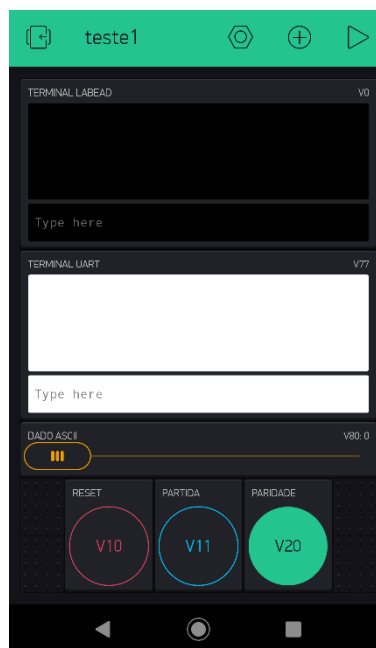 teste1
TERMINAL LABEAD V0
Type here
TERMINAL UART V77
Type here
DADO ASCII V80: 0
RESET PARTIDA PARIDADE
V10 V11 V20